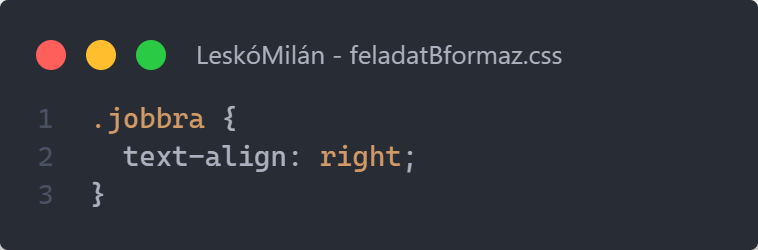 LeskóMilán - feladatBformaz.css
1 .jobbra {
2   text-align: right;
3 }